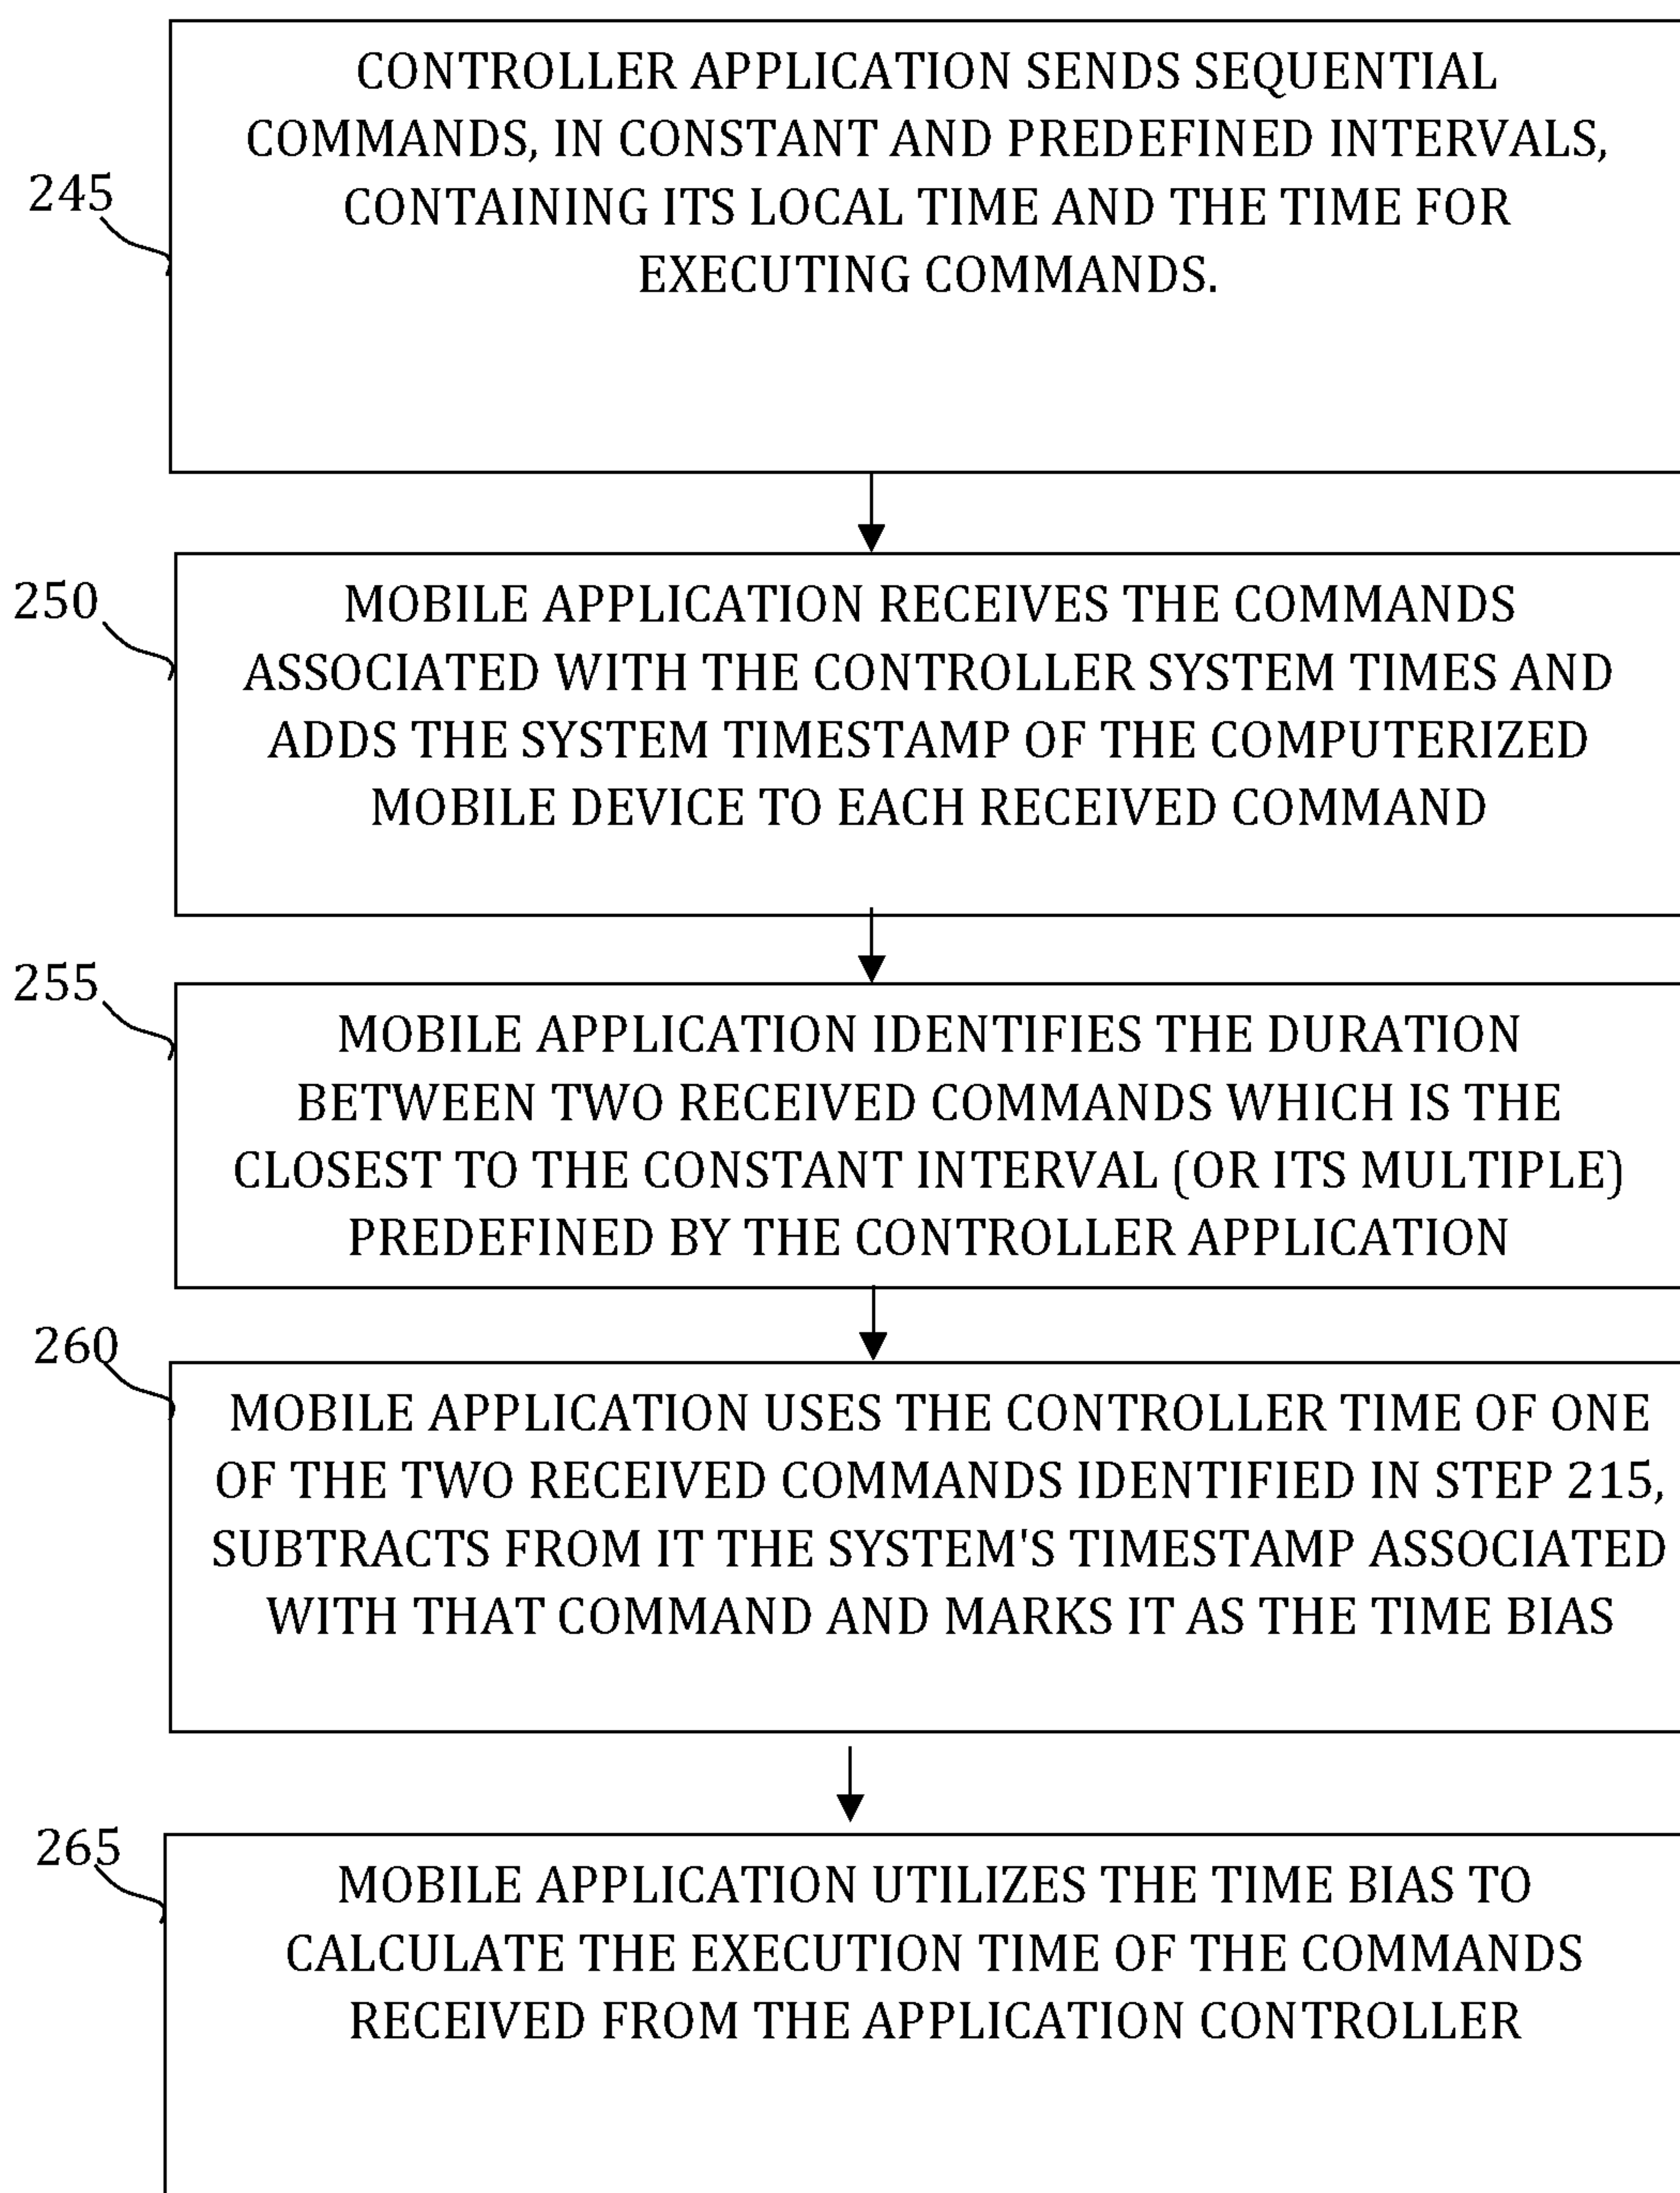 CONTROLLER APPLICATION SENDS SEQUENTIAL
COMMANDS, IN CONSTANT AND PREDEFINED INTERVALS,
CONTAINING ITS LOCAL TIME AND THE TIME FOR
EXECUTING COMMANDS.
245
250
MOBILE APPLICATION RECEIVES THE COMMANDS
ASSOCIATED WITH THE CONTROLLER SYSTEM TIMES AND
ADDS THE SYSTEM TIMESTAMP OF THE COMPUTERIZED
MOBILE DEVICE TO EACH RECEIVED COMMAND
255
MOBILE APPLICATION IDENTIFIES THE DURATION
BETWEEN TWO RECEIVED COMMANDS WHICH IS THE
CLOSEST TO THE CONSTANT INTERVAL (OR ITS MULTIPLE)
PREDEFINED BY THE CONTROLLER APPLICATION
260
MOBILE APPLICATION USES THE CONTROLLER TIME OF ONE
OF THE TWO RECEIVED COMMANDS IDENTIFIED IN STEP 215,
SUBTRACTS FROM IT THE SYSTEM'S TIMESTAMP ASSOCIATED
WITH THAT COMMAND AND MARKS IT AS THE TIME BIAS
265
MOBILE APPLICATION UTILIZES THE TIME BIAS TO
CALCULATE THE EXECUTION TIME OF THE COMMANDS
RECEIVED FROM THE APPLICATION CONTROLLER